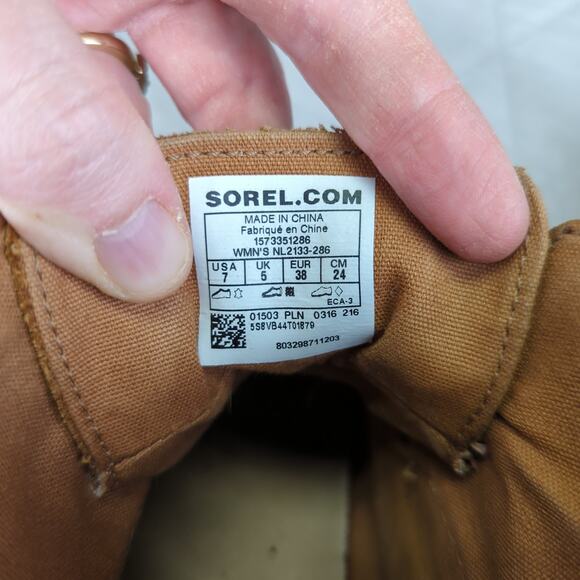 SOREL.COM
MADE IN CHINA
Fabriqué en Chine
1573351286
WMN'S NL2133-286
USA UK EUR CM
7 5 38 24
ECA-3
01503 PLN 0316 216
5S8VB44T01879
803298711203